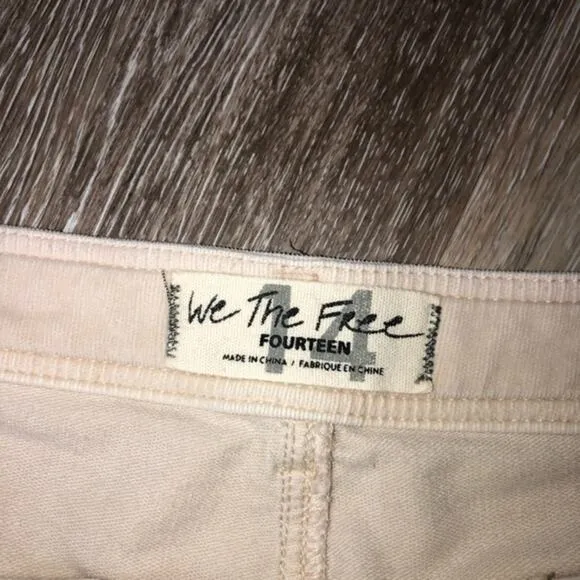 We The Free
14
FOURTEEN
MADE IN CHINA / FABRIQUE EN CHINE